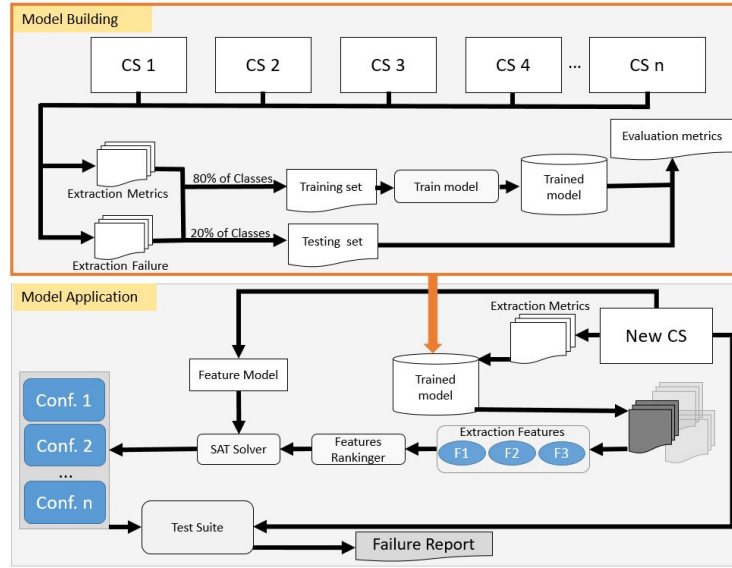 Model Building
CS 1
CS 2
CS 3
CS 4
...
CS n
Evaluation metrics
Extraction Metrics
80% of Classes
Training set
Train model
Trained
model
Extraction Failure
20% of Classes
Testing set
Model Application
Extraction Metrics
New CS
Feature Model
Trained
model
Conf. 1
Conf. 2
...
Conf. n
SAT Solver
Features
Rankinger
Extraction Features
F1
F2
F3
Test Suite
Failure Report